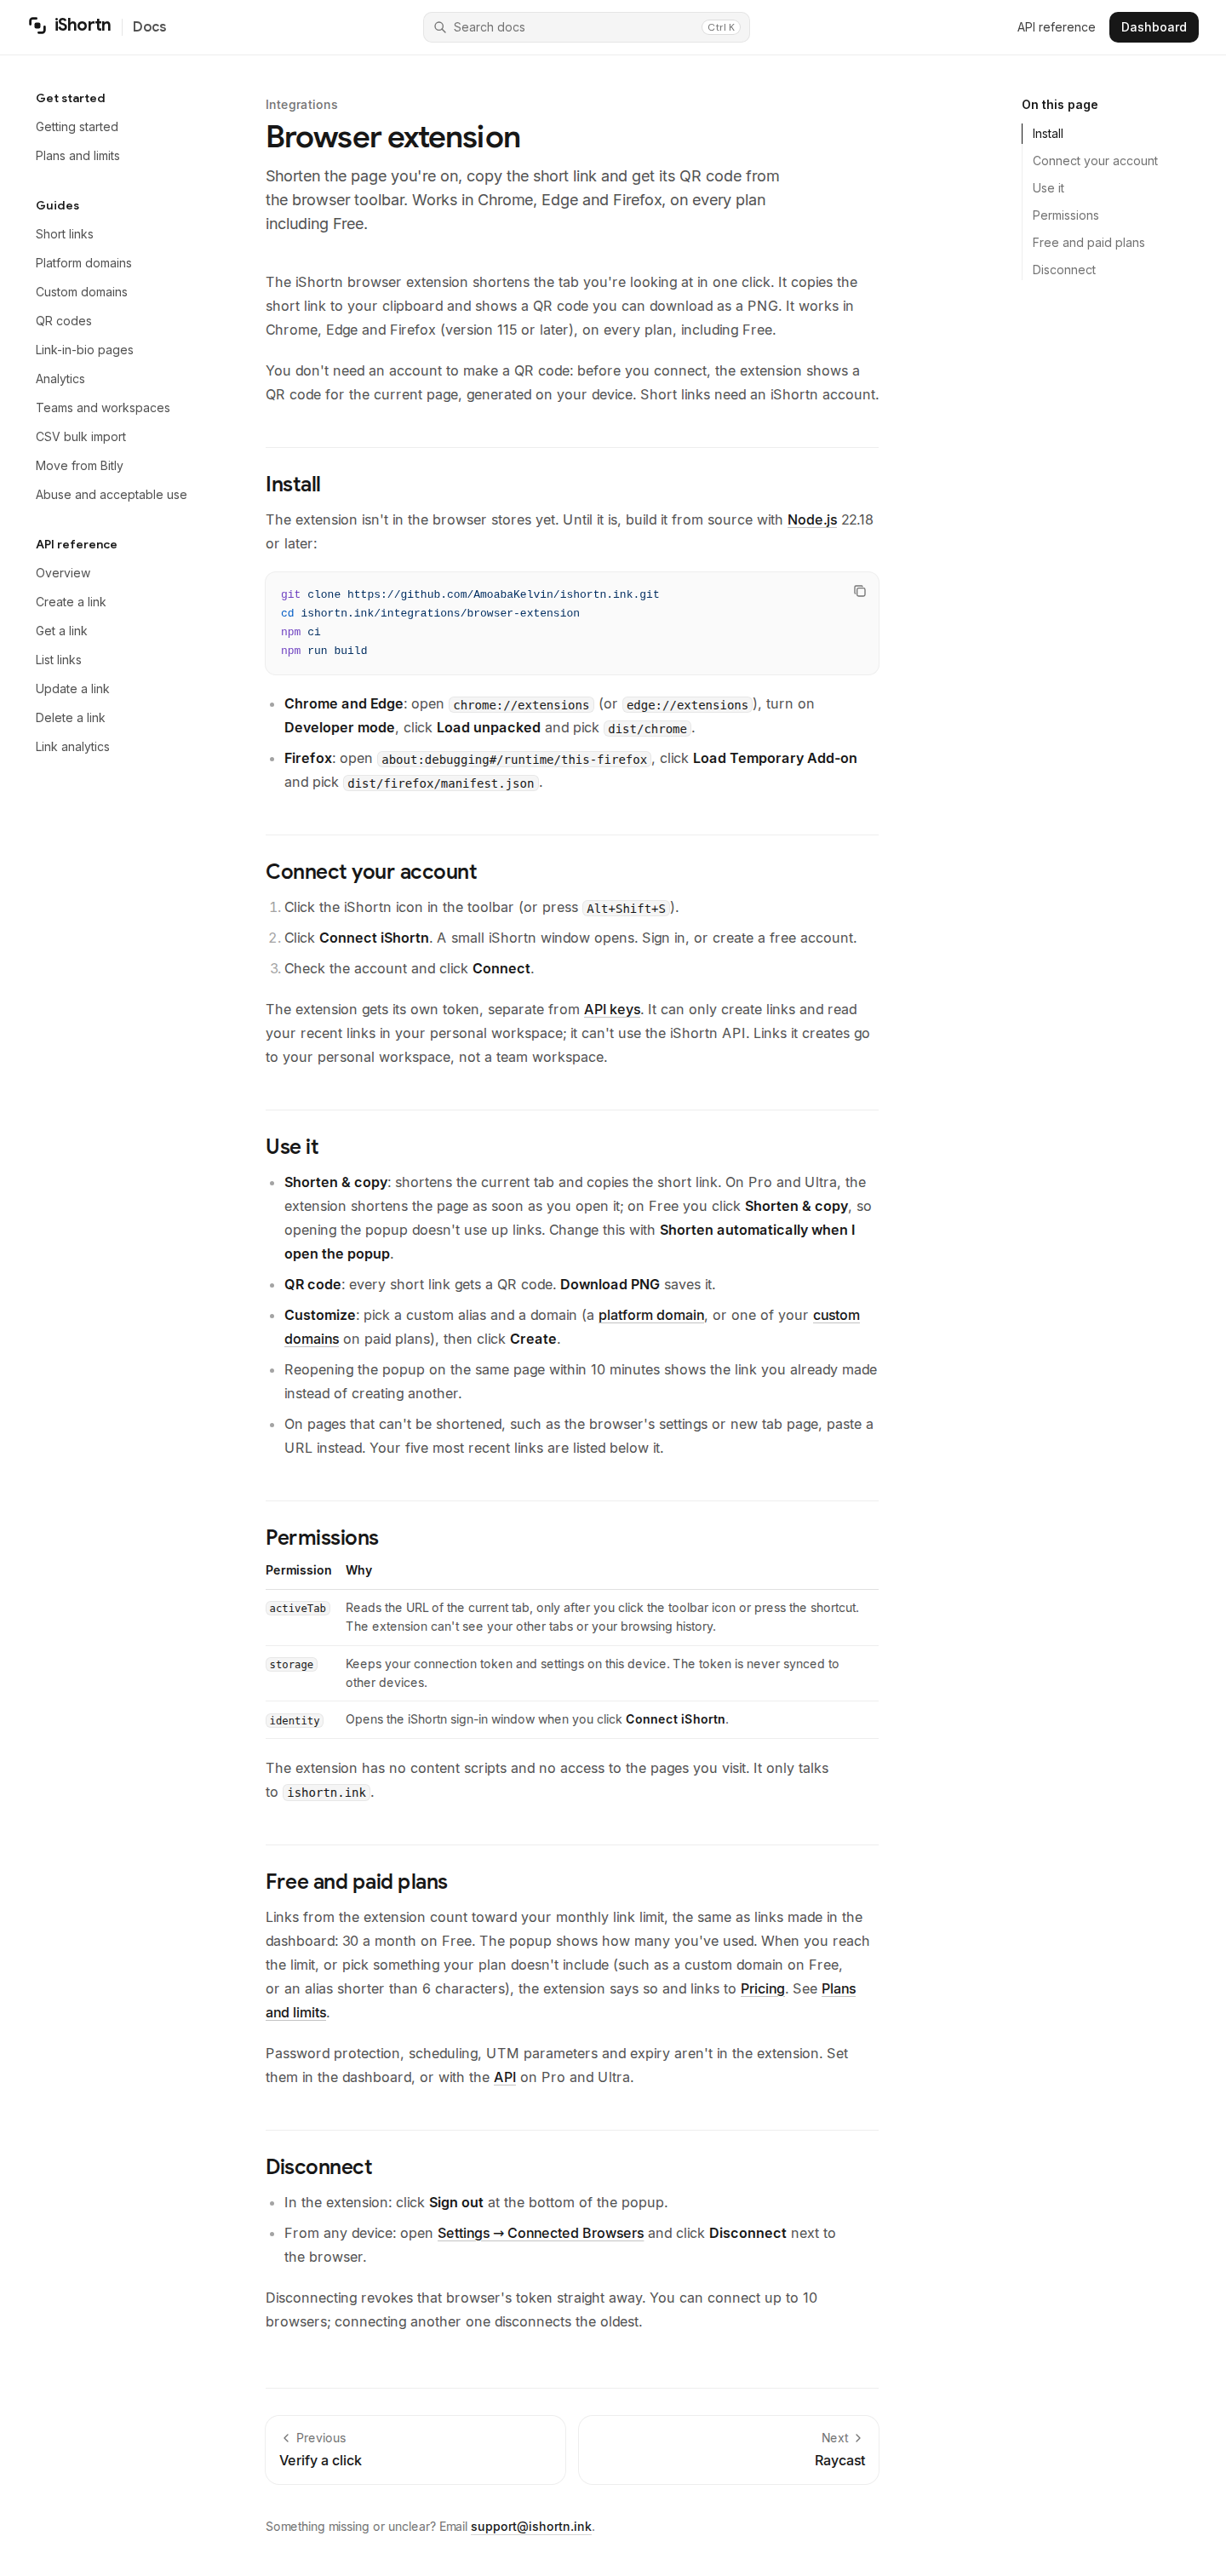 iShortn
Docs
Search docs
Ctrl K
API reference
Dashboard
Get started
Getting started
Plans and limits
Guides
Short links
Platform domains
Custom domains
QR codes
Link-in-bio pages
Analytics
Teams and workspaces
CSV bulk import
Move from Bitly
Abuse and acceptable use
API reference
Overview
Create a link
Get a link
List links
Update a link
Delete a link
Link analytics
Integrations
Browser extension
Shorten the page you're on, copy the short link and get its QR code from
the browser toolbar. Works in Chrome, Edge and Firefox, on every plan
including Free.
The iShortn browser extension shortens the tab you're looking at in one click. It copies the
short link to your clipboard and shows a QR code you can download as a PNG. It works in
Chrome, Edge and Firefox (version 115 or later), on every plan, including Free.
You don't need an account to make a QR code: before you connect, the extension shows a
QR code for the current page, generated on your device. Short links need an iShortn account.
Install
The extension isn't in the browser stores yet. Until it is, build it from source with Node.js 22.18
or later:
git clone https://github.com/AmoabaKelvin/ishortn.ink.git
cd ishortn.ink/integrations/browser-extension
npm ci
npm run build
• Chrome and Edge: open chrome://extensions (or edge://extensions), turn on
Developer mode, click Load unpacked and pick dist/chrome.
• Firefox: open about:debugging#/runtime/this-firefox, click Load Temporary Add-on
and pick dist/firefox/manifest.json.
Connect your account
1. Click the iShortn icon in the toolbar (or press Alt+Shift+S).
2. Click Connect iShortn. A small iShortn window opens. Sign in, or create a free account.
3. Check the account and click Connect.
The extension gets its own token, separate from API keys. It can only create links and read
your recent links in your personal workspace; it can't use the iShortn API. Links it creates go
to your personal workspace, not a team workspace.
Use it
• Shorten & copy: shortens the current tab and copies the short link. On Pro and Ultra, the
extension shortens the page as soon as you open it; on Free you click Shorten & copy, so
opening the popup doesn't use up links. Change this with Shorten automatically when I
open the popup.
• QR code: every short link gets a QR code. Download PNG saves it.
• Customize: pick a custom alias and a domain (a platform domain, or one of your custom
domains on paid plans), then click Create.
• Reopening the popup on the same page within 10 minutes shows the link you already made
instead of creating another.
• On pages that can't be shortened, such as the browser's settings or new tab page, paste a
URL instead. Your five most recent links are listed below it.
Permissions
Permission Why
activeTab Reads the URL of the current tab, only after you click the toolbar icon or press the shortcut.
The extension can't see your other tabs or your browsing history.
storage Keeps your connection token and settings on this device. The token is never synced to
other devices.
identity Opens the iShortn sign-in window when you click Connect iShortn.
The extension has no content scripts and no access to the pages you visit. It only talks
to ishortn.ink.
Free and paid plans
Links from the extension count toward your monthly link limit, the same as links made in the
dashboard: 30 a month on Free. The popup shows how many you've used. When you reach
the limit, or pick something your plan doesn't include (such as a custom domain on Free,
or an alias shorter than 6 characters), the extension says so and links to Pricing. See Plans
and limits.
Password protection, scheduling, UTM parameters and expiry aren't in the extension. Set
them in the dashboard, or with the API on Pro and Ultra.
Disconnect
• In the extension: click Sign out at the bottom of the popup.
• From any device: open Settings → Connected Browsers and click Disconnect next to
the browser.
Disconnecting revokes that browser's token straight away. You can connect up to 10
browsers; connecting another one disconnects the oldest.
Previous
Verify a click
Next
Raycast
Something missing or unclear? Email support@ishortn.ink.
On this page
Install
Connect your account
Use it
Permissions
Free and paid plans
Disconnect